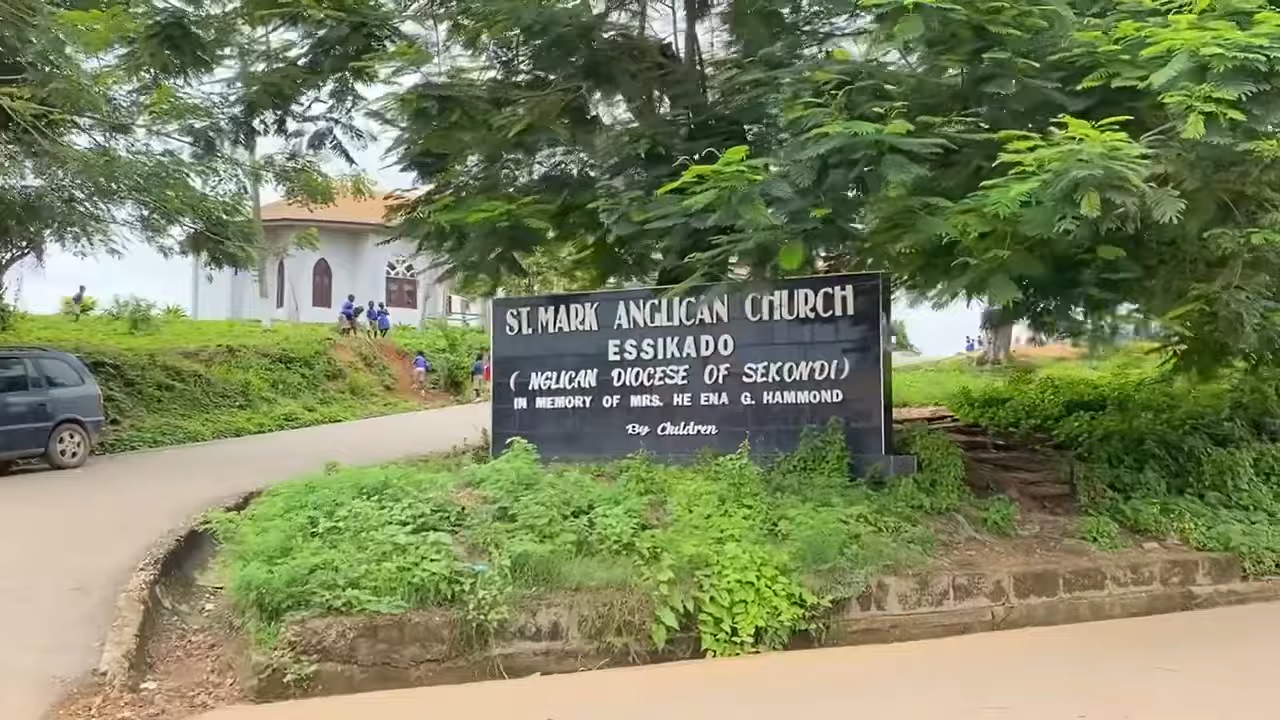 ST. MARK ANGLICAN CHURCH
ESSIKADO
( NGLICAN DIOCESE OF SEKONDI)
IN MEMORY OF MRS. HE ENA G. HAMMOND
By Children